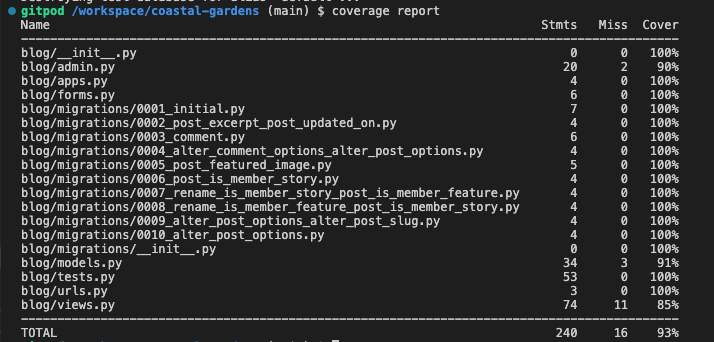 gitpod /workspace/coastal-gardens (main) $ coverage report
Name Stmts Miss Cover
blog/__init__.py 0 0 100%
blog/admin.py 20 2 90%
blog/apps.py 4 0 100%
blog/forms.py 6 0 100%
blog/migrations/0001_initial.py 7 0 100%
blog/migrations/0002_post_excerpt_post_updated_on.py 4 0 100%
blog/migrations/0003_comment.py 6 0 100%
blog/migrations/0004_alter_comment_options_alter_post_options.py 4 0 100%
blog/migrations/0005_post_featured_image.py 5 0 100%
blog/migrations/0006_post_is_member_story.py 4 0 100%
blog/migrations/0007_rename_is_member_story_post_is_member_feature.py 4 0 100%
blog/migrations/0008_rename_is_member_feature_post_is_member_story.py 4 0 100%
blog/migrations/0009_alter_post_options_alter_post_slug.py 4 0 100%
blog/migrations/0010_alter_post_options.py 4 0 100%
blog/migrations/__init__.py 0 0 100%
blog/models.py 34 3 91%
blog/tests.py 53 0 100%
blog/urls.py 3 0 100%
blog/views.py 74 11 85%
TOTAL 240 16 93%